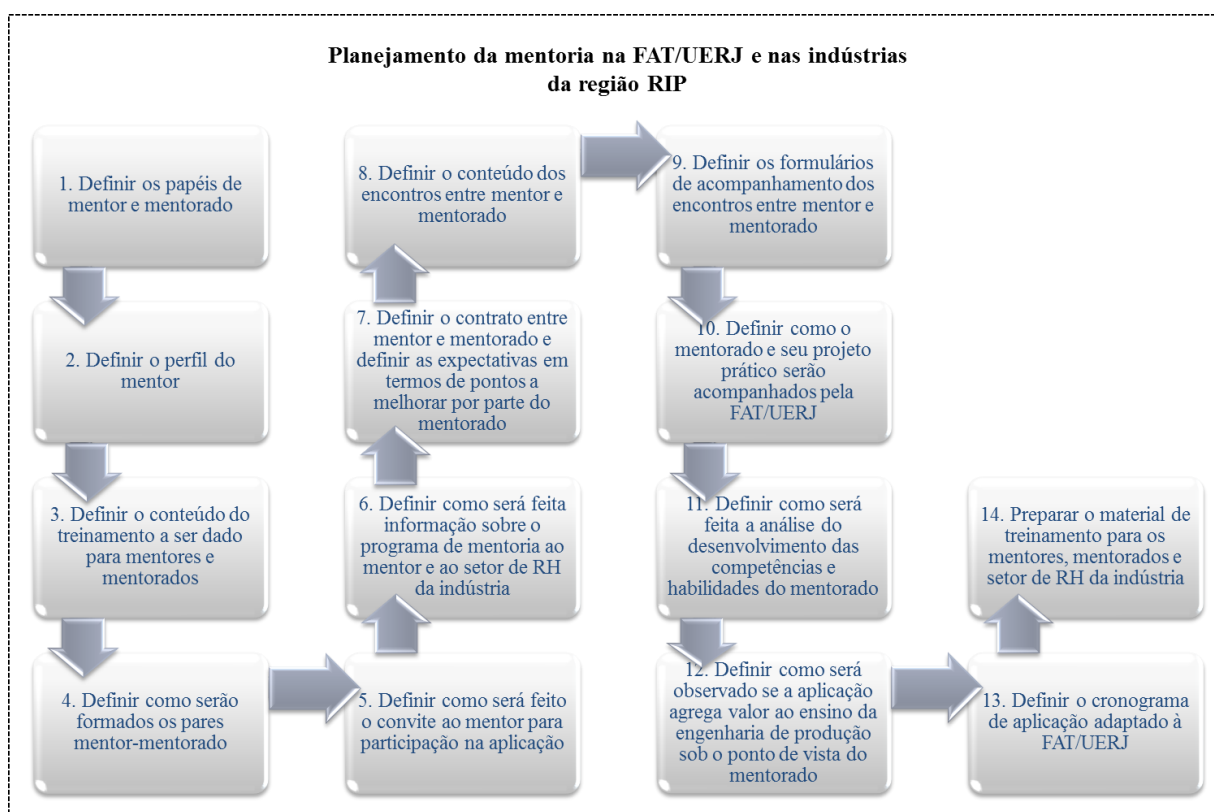 Planejamento da mentoria na FAT/UERJ e nas indústrias
da região RIP
1. Definir os papéis de
mentor e mentorado
2. Definir o perfil do
mentor
3. Definir o conteúdo do
treinamento a ser dado
para mentores e
mentorados
4. Definir como serão
formados os pares
mentor-mentorado
5. Definir como será feito
o convite ao mentor para
participação na aplicação
6. Definir como será feita
informação sobre o
programa de mentoria ao
mentor e ao setor de RH
da indústria
7. Definir o contrato entre
mentor e mentorado e
definir as expectativas em
termos de pontos a
melhorar por parte do
mentorado
8. Definir o conteúdo dos
encontros entre mentor e
mentorado
9. Definir os formulários
de acompanhamento dos
encontros entre mentor e
mentorado
10. Definir como o
mentorado e seu projeto
prático serão
acompanhados pela
FAT/UERJ
11. Definir como será
feita a análise do
desenvolvimento das
competências e
habilidades do mentorado
12. Definir como será
observado se a aplicação
agrega valor ao ensino da
engenharia de produção
sob o ponto de vista do
mentorado
13. Definir o cronograma
de aplicação adaptado à
FAT/UERJ
14. Preparar o material de
treinamento para os
mentores, mentorados e
setor de RH da indústria